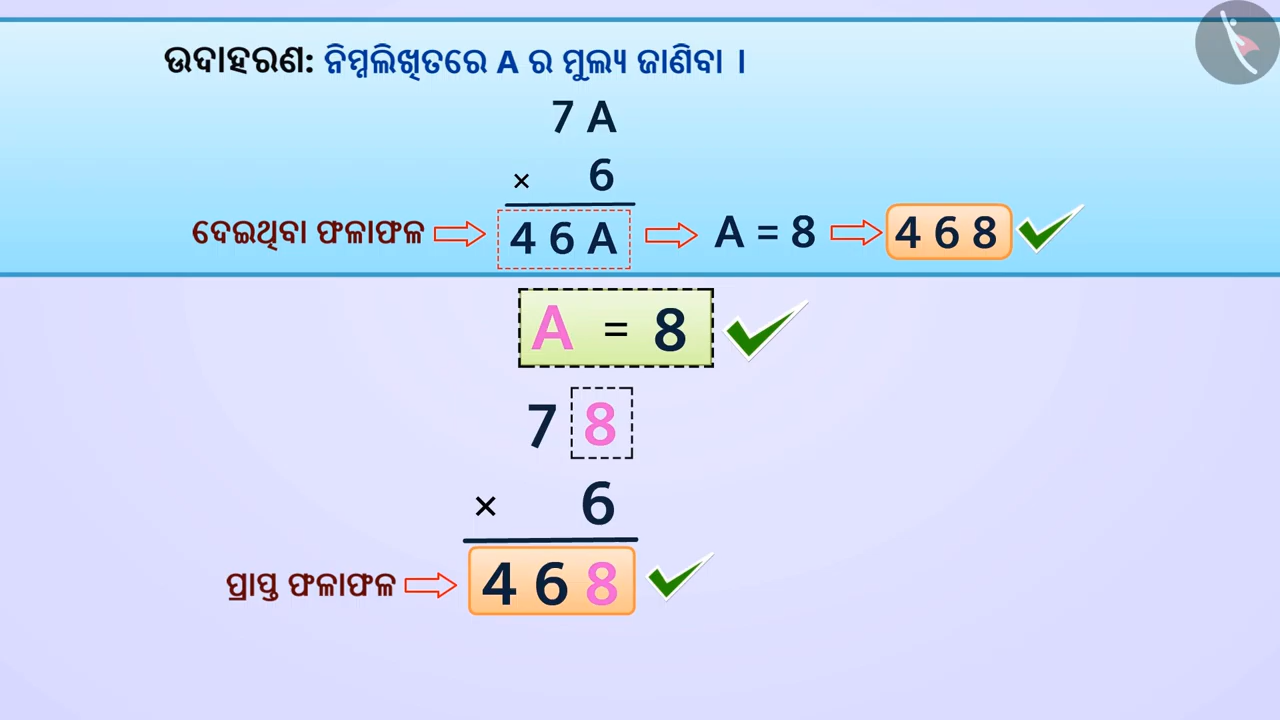 ଉଦାହରଣ: ନିମ୍ନଲିଖିତରେ A ର ମୁଲ୍ୟ ଜାଣିବା ।
7 A
× 6
ଦେଇଥିବା ଫଳାଫଳ 4 6 A A = 8 4 6 8
A = 8
7 8
× 6
ପ୍ରାପ୍ତ ଫଳାଫଳ 4 6 8